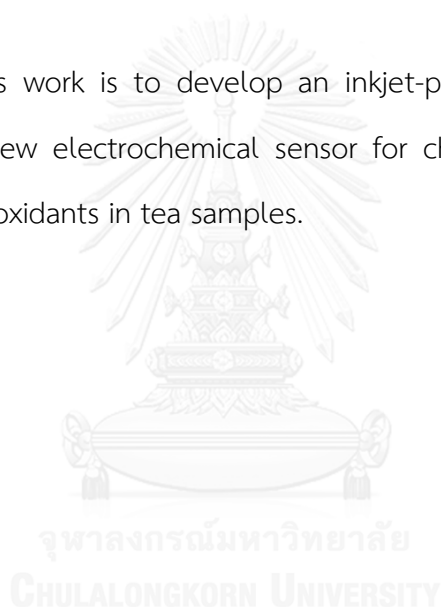 s work is to develop an inkjet-p
ew electrochemical sensor for ch
oxidants in tea samples.
จุฬาลงกรณ์มหาวิทยาลัย
CHULALONGKORN UNIVERSITY